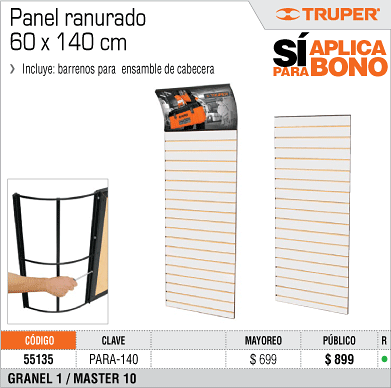 Panel ranurado
60 x 140 cm
TRUPER
SÍ APLICA
PARA BONO
› Incluye: barrenos para ensamble de cabecera
TRUPER
CÓDIGO CLAVE MAYOREO PÚBLICO R
55135 PARA-140 $ 699 $ 899
GRANEL 1 / MASTER 10